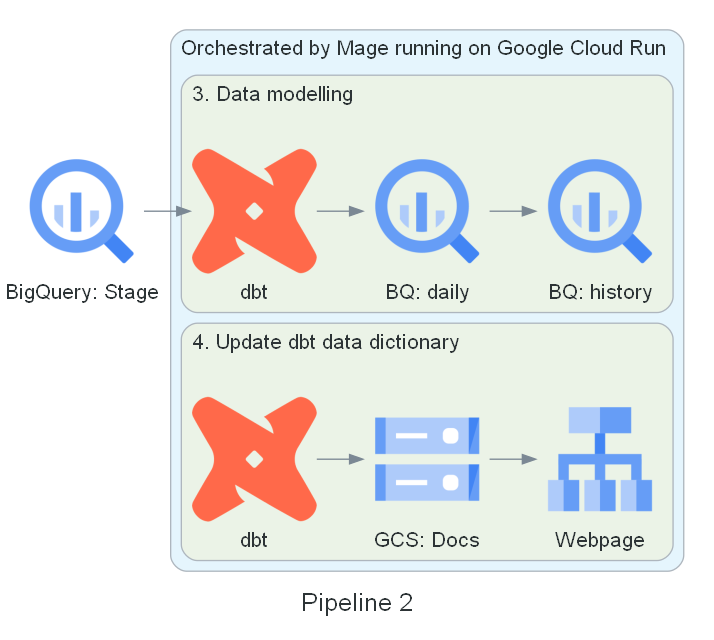 Orchestrated by Mage running on Google Cloud Run
3. Data modelling
BigQuery: Stage
dbt
BQ: daily
BQ: history
4. Update dbt data dictionary
dbt
GCS: Docs
Webpage
Pipeline 2